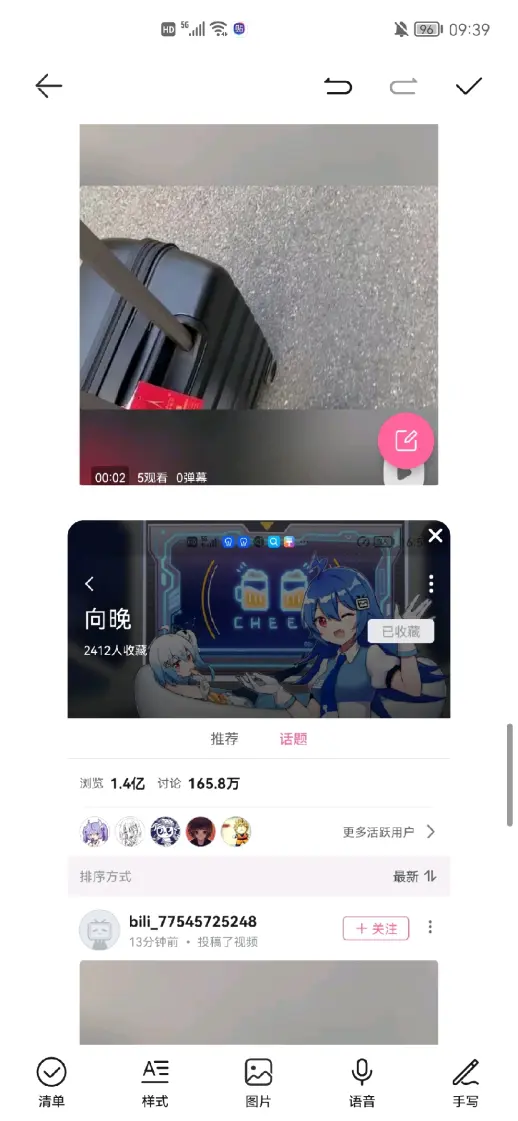 HD 5G 96 09:39
00:02 5观看 0弹幕
向晚
2412人收藏
CHEE
已收藏
推荐 话题
浏览 1.4亿 讨论 165.8万
更多活跃用户
排序方式 最新
bili_77545725248
13分钟前 • 投稿了视频
+ 关注
清单 样式 图片 语音 手写